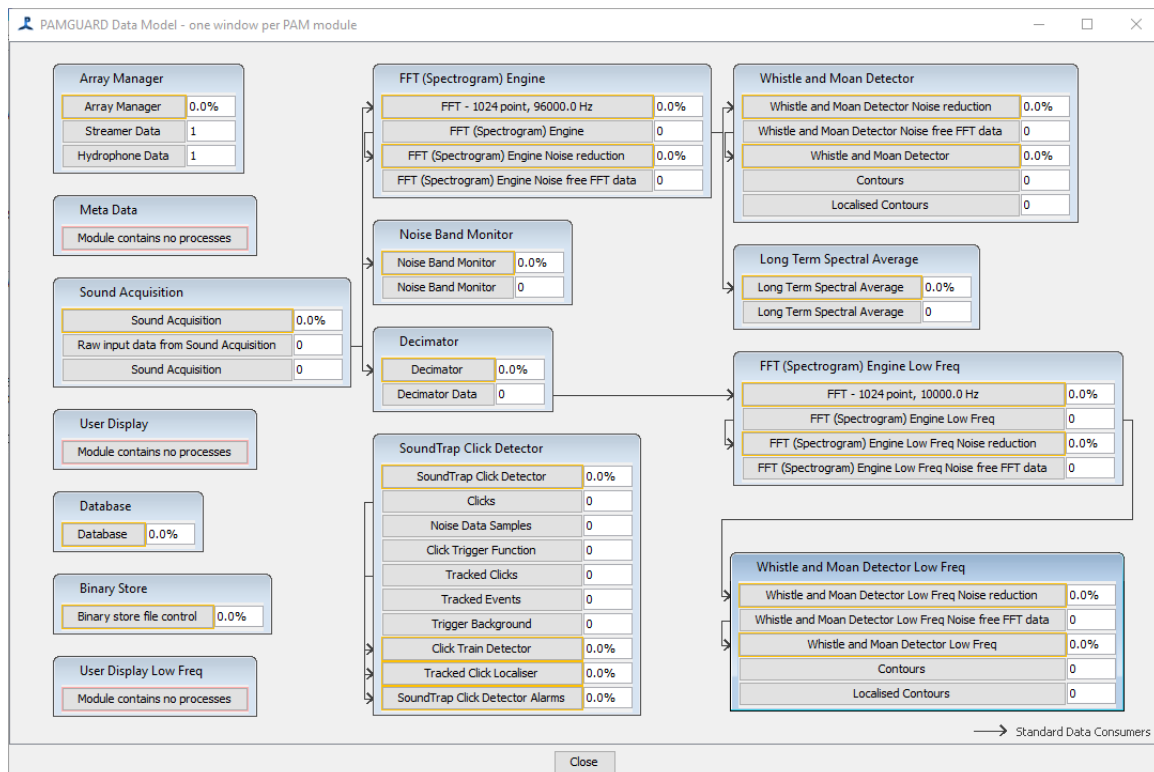 PAMGUARD Data Model - one window per PAM module
Array Manager
Array Manager 0.0%
Streamer Data 1
Hydrophone Data 1
Meta Data
Module contains no processes
Sound Acquisition
Sound Acquisition 0.0%
Raw input data from Sound Acquisition 0
Sound Acquisition 0
User Display
Module contains no processes
Database
Database 0.0%
Binary Store
Binary store file control 0.0%
User Display Low Freq
Module contains no processes
FFT (Spectrogram) Engine
FFT - 1024 point, 96000.0 Hz 0.0%
FFT (Spectrogram) Engine 0
FFT (Spectrogram) Engine Noise reduction 0.0%
FFT (Spectrogram) Engine Noise free FFT data 0
Noise Band Monitor
Noise Band Monitor 0.0%
Noise Band Monitor 0
Decimator
Decimator 0.0%
Decimator Data 0
SoundTrap Click Detector
SoundTrap Click Detector 0.0%
Clicks 0
Noise Data Samples 0
Click Trigger Function 0
Tracked Clicks 0
Tracked Events 0
Trigger Background 0
Click Train Detector 0.0%
Tracked Click Localiser 0.0%
SoundTrap Click Detector Alarms 0.0%
Whistle and Moan Detector
Whistle and Moan Detector Noise reduction 0.0%
Whistle and Moan Detector Noise free FFT data 0
Whistle and Moan Detector 0.0%
Contours 0
Localised Contours 0
Long Term Spectral Average
Long Term Spectral Average 0.0%
Long Term Spectral Average 0
FFT (Spectrogram) Engine Low Freq
FFT - 1024 point, 10000.0 Hz 0.0%
FFT (Spectrogram) Engine Low Freq 0
FFT (Spectrogram) Engine Low Freq Noise reduction 0.0%
FFT (Spectrogram) Engine Low Freq Noise free FFT data 0
Whistle and Moan Detector Low Freq
Whistle and Moan Detector Low Freq Noise reduction 0.0%
Whistle and Moan Detector Low Freq Noise free FFT data 0
Whistle and Moan Detector Low Freq 0.0%
Contours 0
Localised Contours 0
Standard Data Consumers
Close